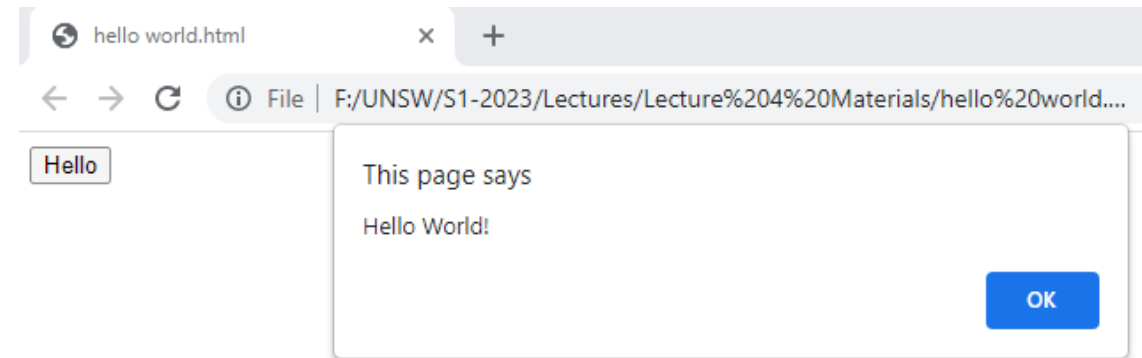 hello world.html
File F:/UNSW/S1-2023/Lectures/Lecture%204%20Materials/hello%20world....
Hello
This page says
Hello World!
OK